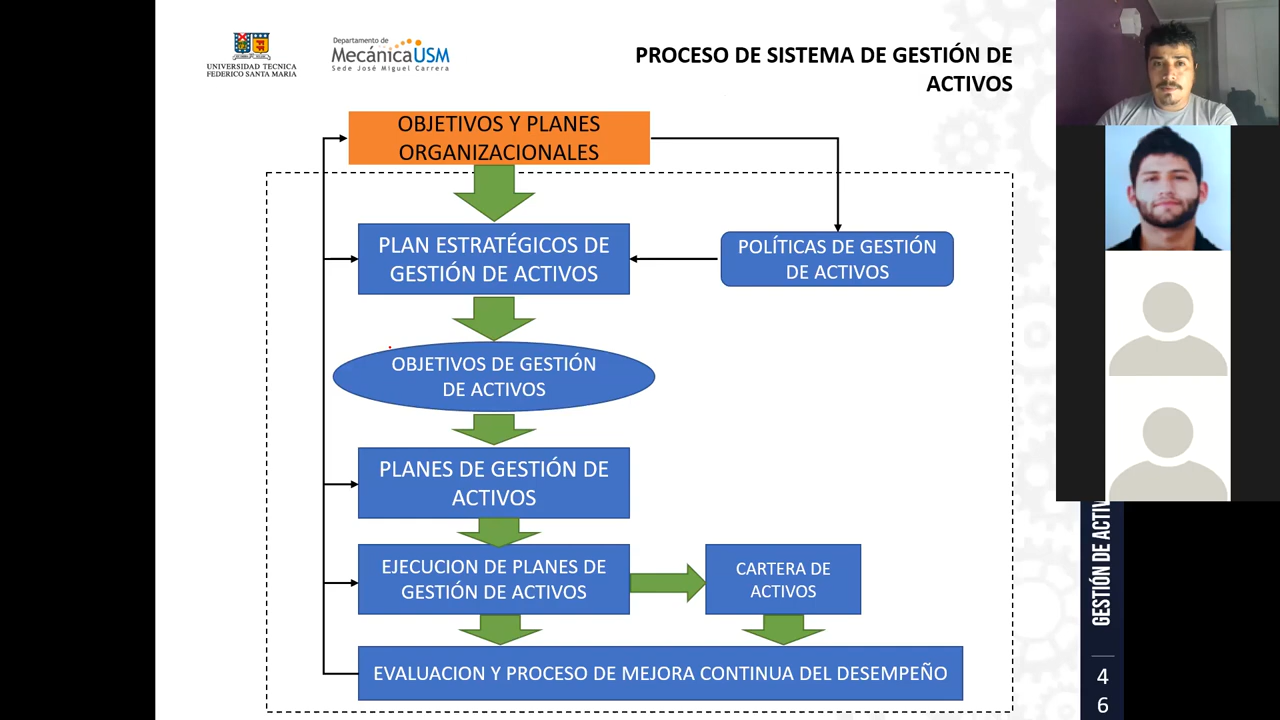 UNIVERSIDAD TECNICA
FEDERICO SANTA MARIA
Departamento de
MecánicaUSM
Sede José Miguel Carrera
PROCESO DE SISTEMA DE GESTIÓN DE
ACTIVOS
OBJETIVOS Y PLANES
ORGANIZACIONALES
PLAN ESTRATÉGICOS DE
GESTIÓN DE ACTIVOS
POLÍTICAS DE GESTIÓN
DE ACTIVOS
OBJETIVOS DE GESTIÓN
DE ACTIVOS
PLANES DE GESTIÓN DE
ACTIVOS
EJECUCION DE PLANES DE
GESTIÓN DE ACTIVOS
CARTERA DE
ACTIVOS
EVALUACION Y PROCESO DE MEJORA CONTINUA DEL DESEMPEÑO
GESTIÓN DE ACTIV
4
6